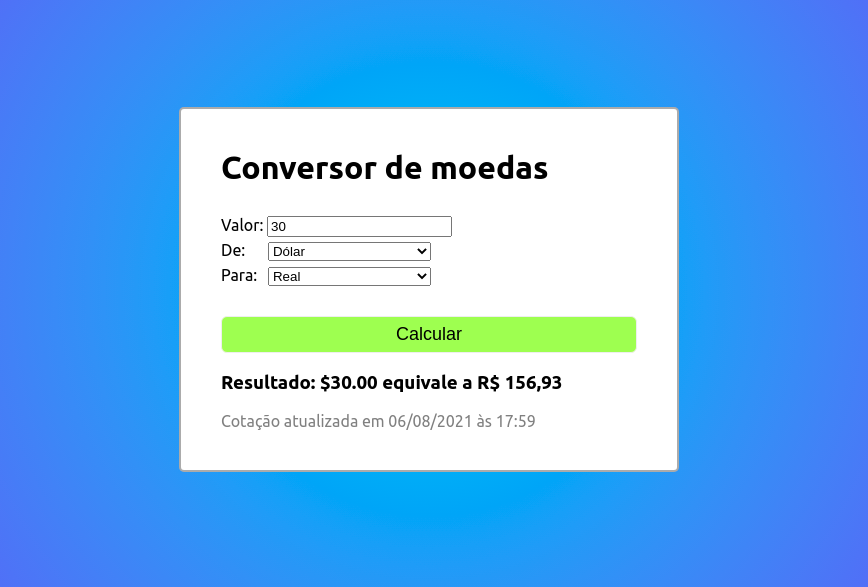 Conversor de moedas
Valor: 30
De: Dólar
Para: Real
Calcular
Resultado: $30.00 equivale a R$ 156,93
Cotação atualizada em 06/08/2021 às 17:59